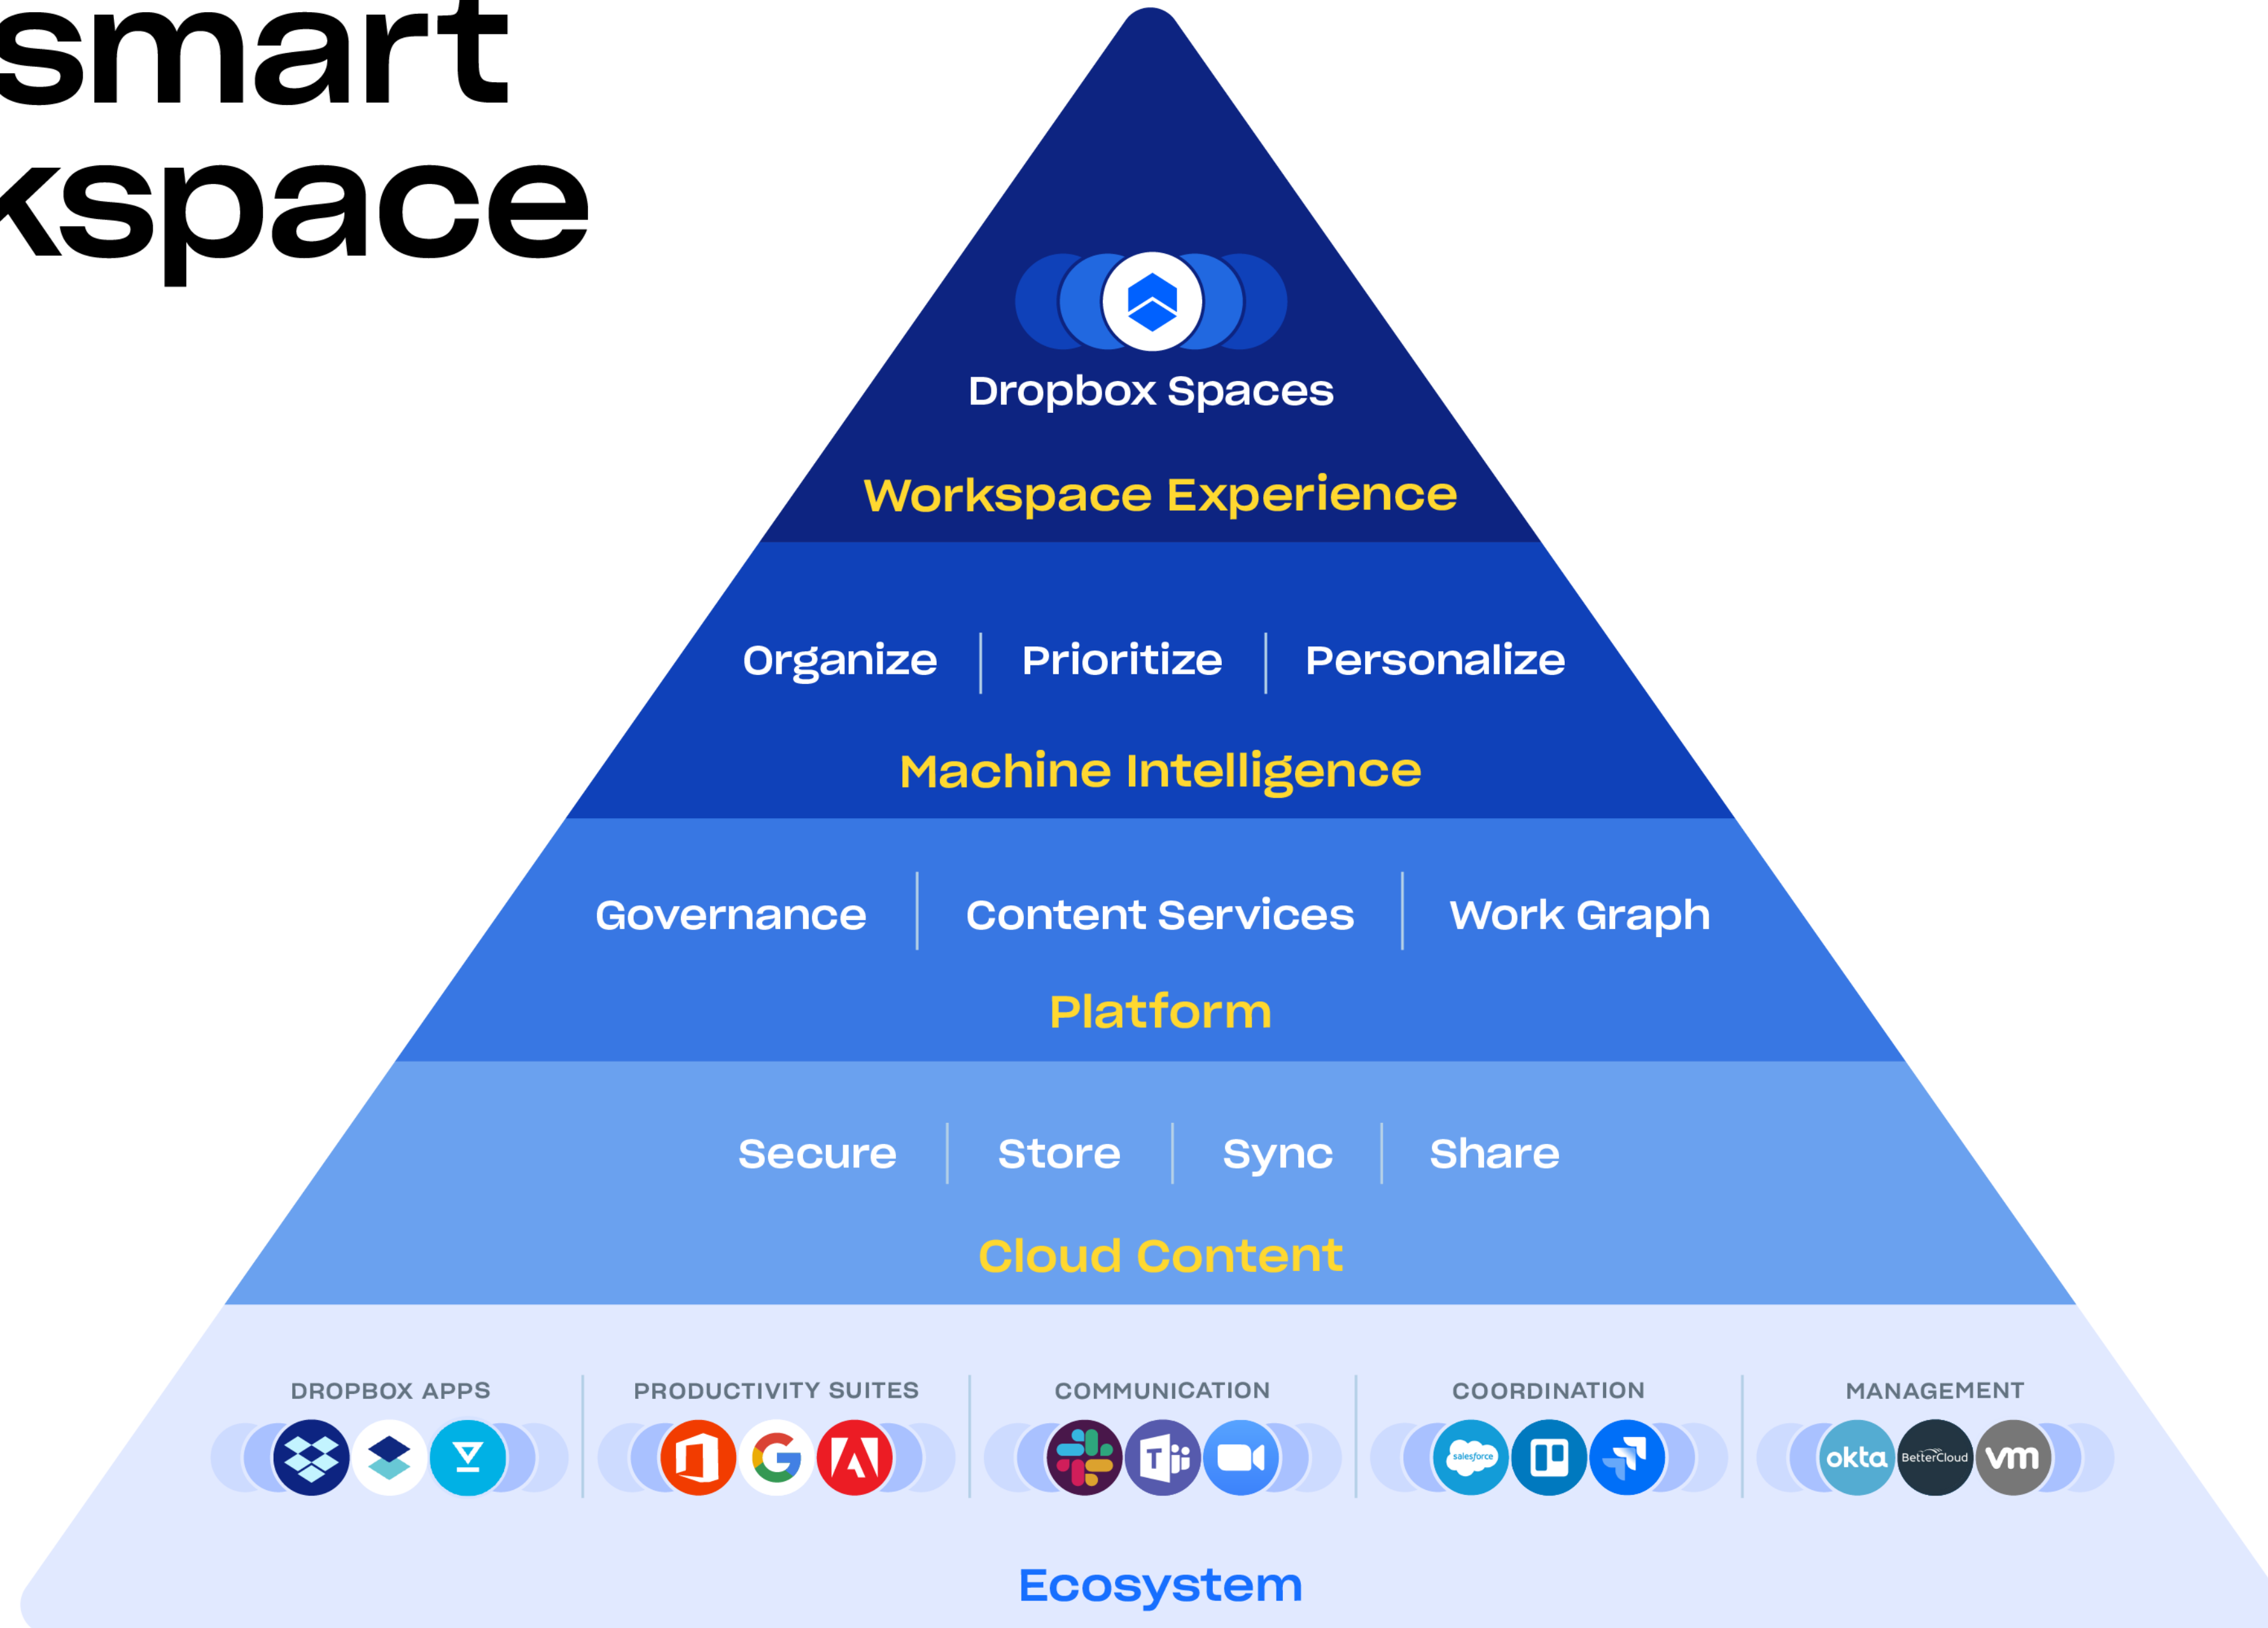 smart
kspace
Dropbox Spaces
Workspace Experience
Organize Prioritize Personalize
Machine Intelligence
Governance Content Services Work Graph
Platform
Secure Store Sync Share
Cloud Content
DROPBOX APPS PRODUCTIVITY SUITES COMMUNICATION COORDINATION MANAGEMENT
T salesforce okta BetterCloud vm
Ecosystem